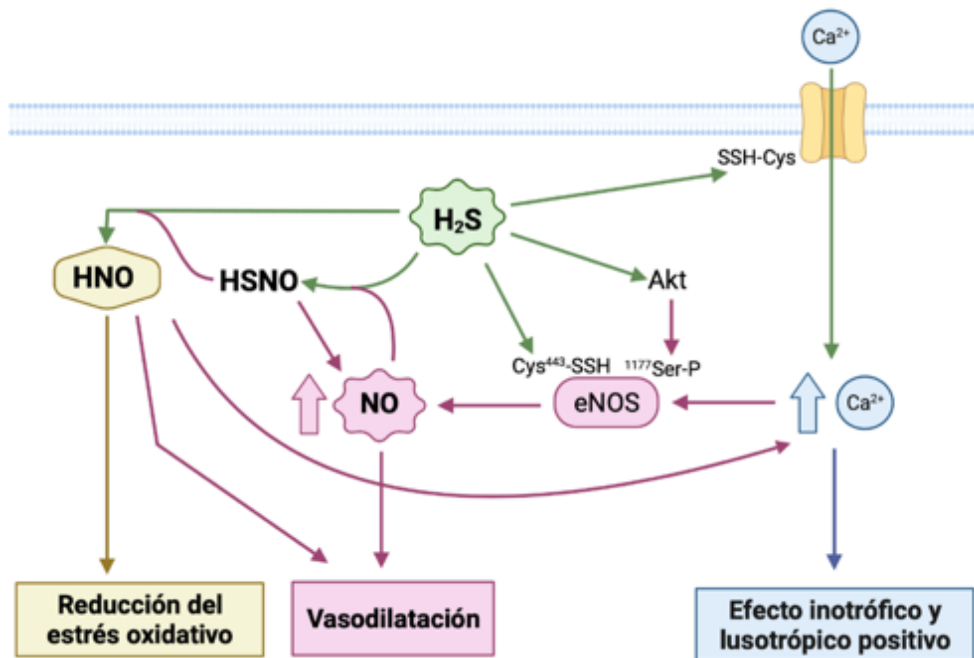 Ca²⁺
SSH-Cys
H₂S
HNO
HSNO
Akt
Cys⁴⁴³-SSH ¹¹⁷⁷Ser-P
NO
eNOS
Ca²⁺
Reducción del
estrés oxidativo
Vasodilatación
Efecto inotrófico y
lusotrópico positivo